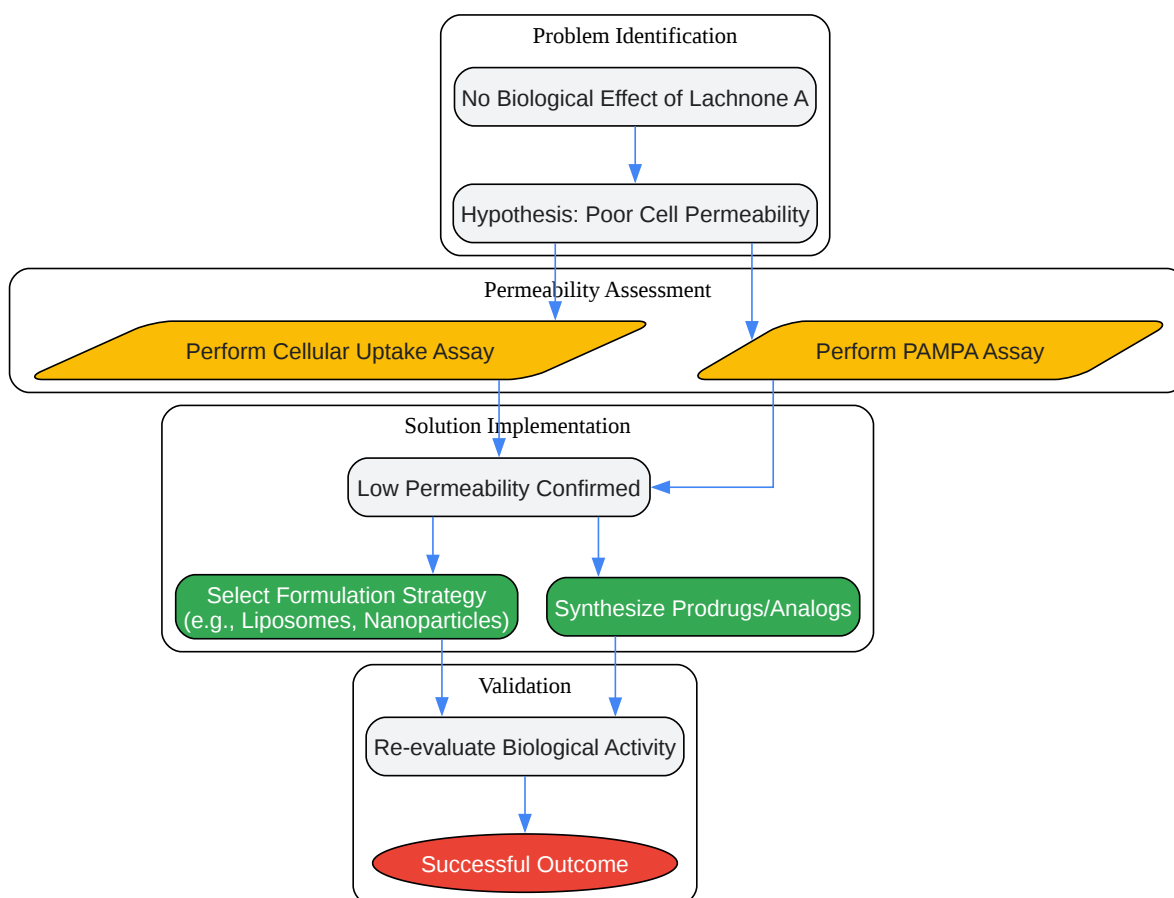 Problem Identification
No Biological Effect of Lachnone A
Hypothesis: Poor Cell Permeability
Permeability Assessment
Perform Cellular Uptake Assay
Perform PAMPA Assay
Solution Implementation
Low Permeability Confirmed
Select Formulation Strategy
(e.g., Liposomes, Nanoparticles)
Synthesize Prodrugs/Analogs
Validation
Re-evaluate Biological Activity
Successful Outcome